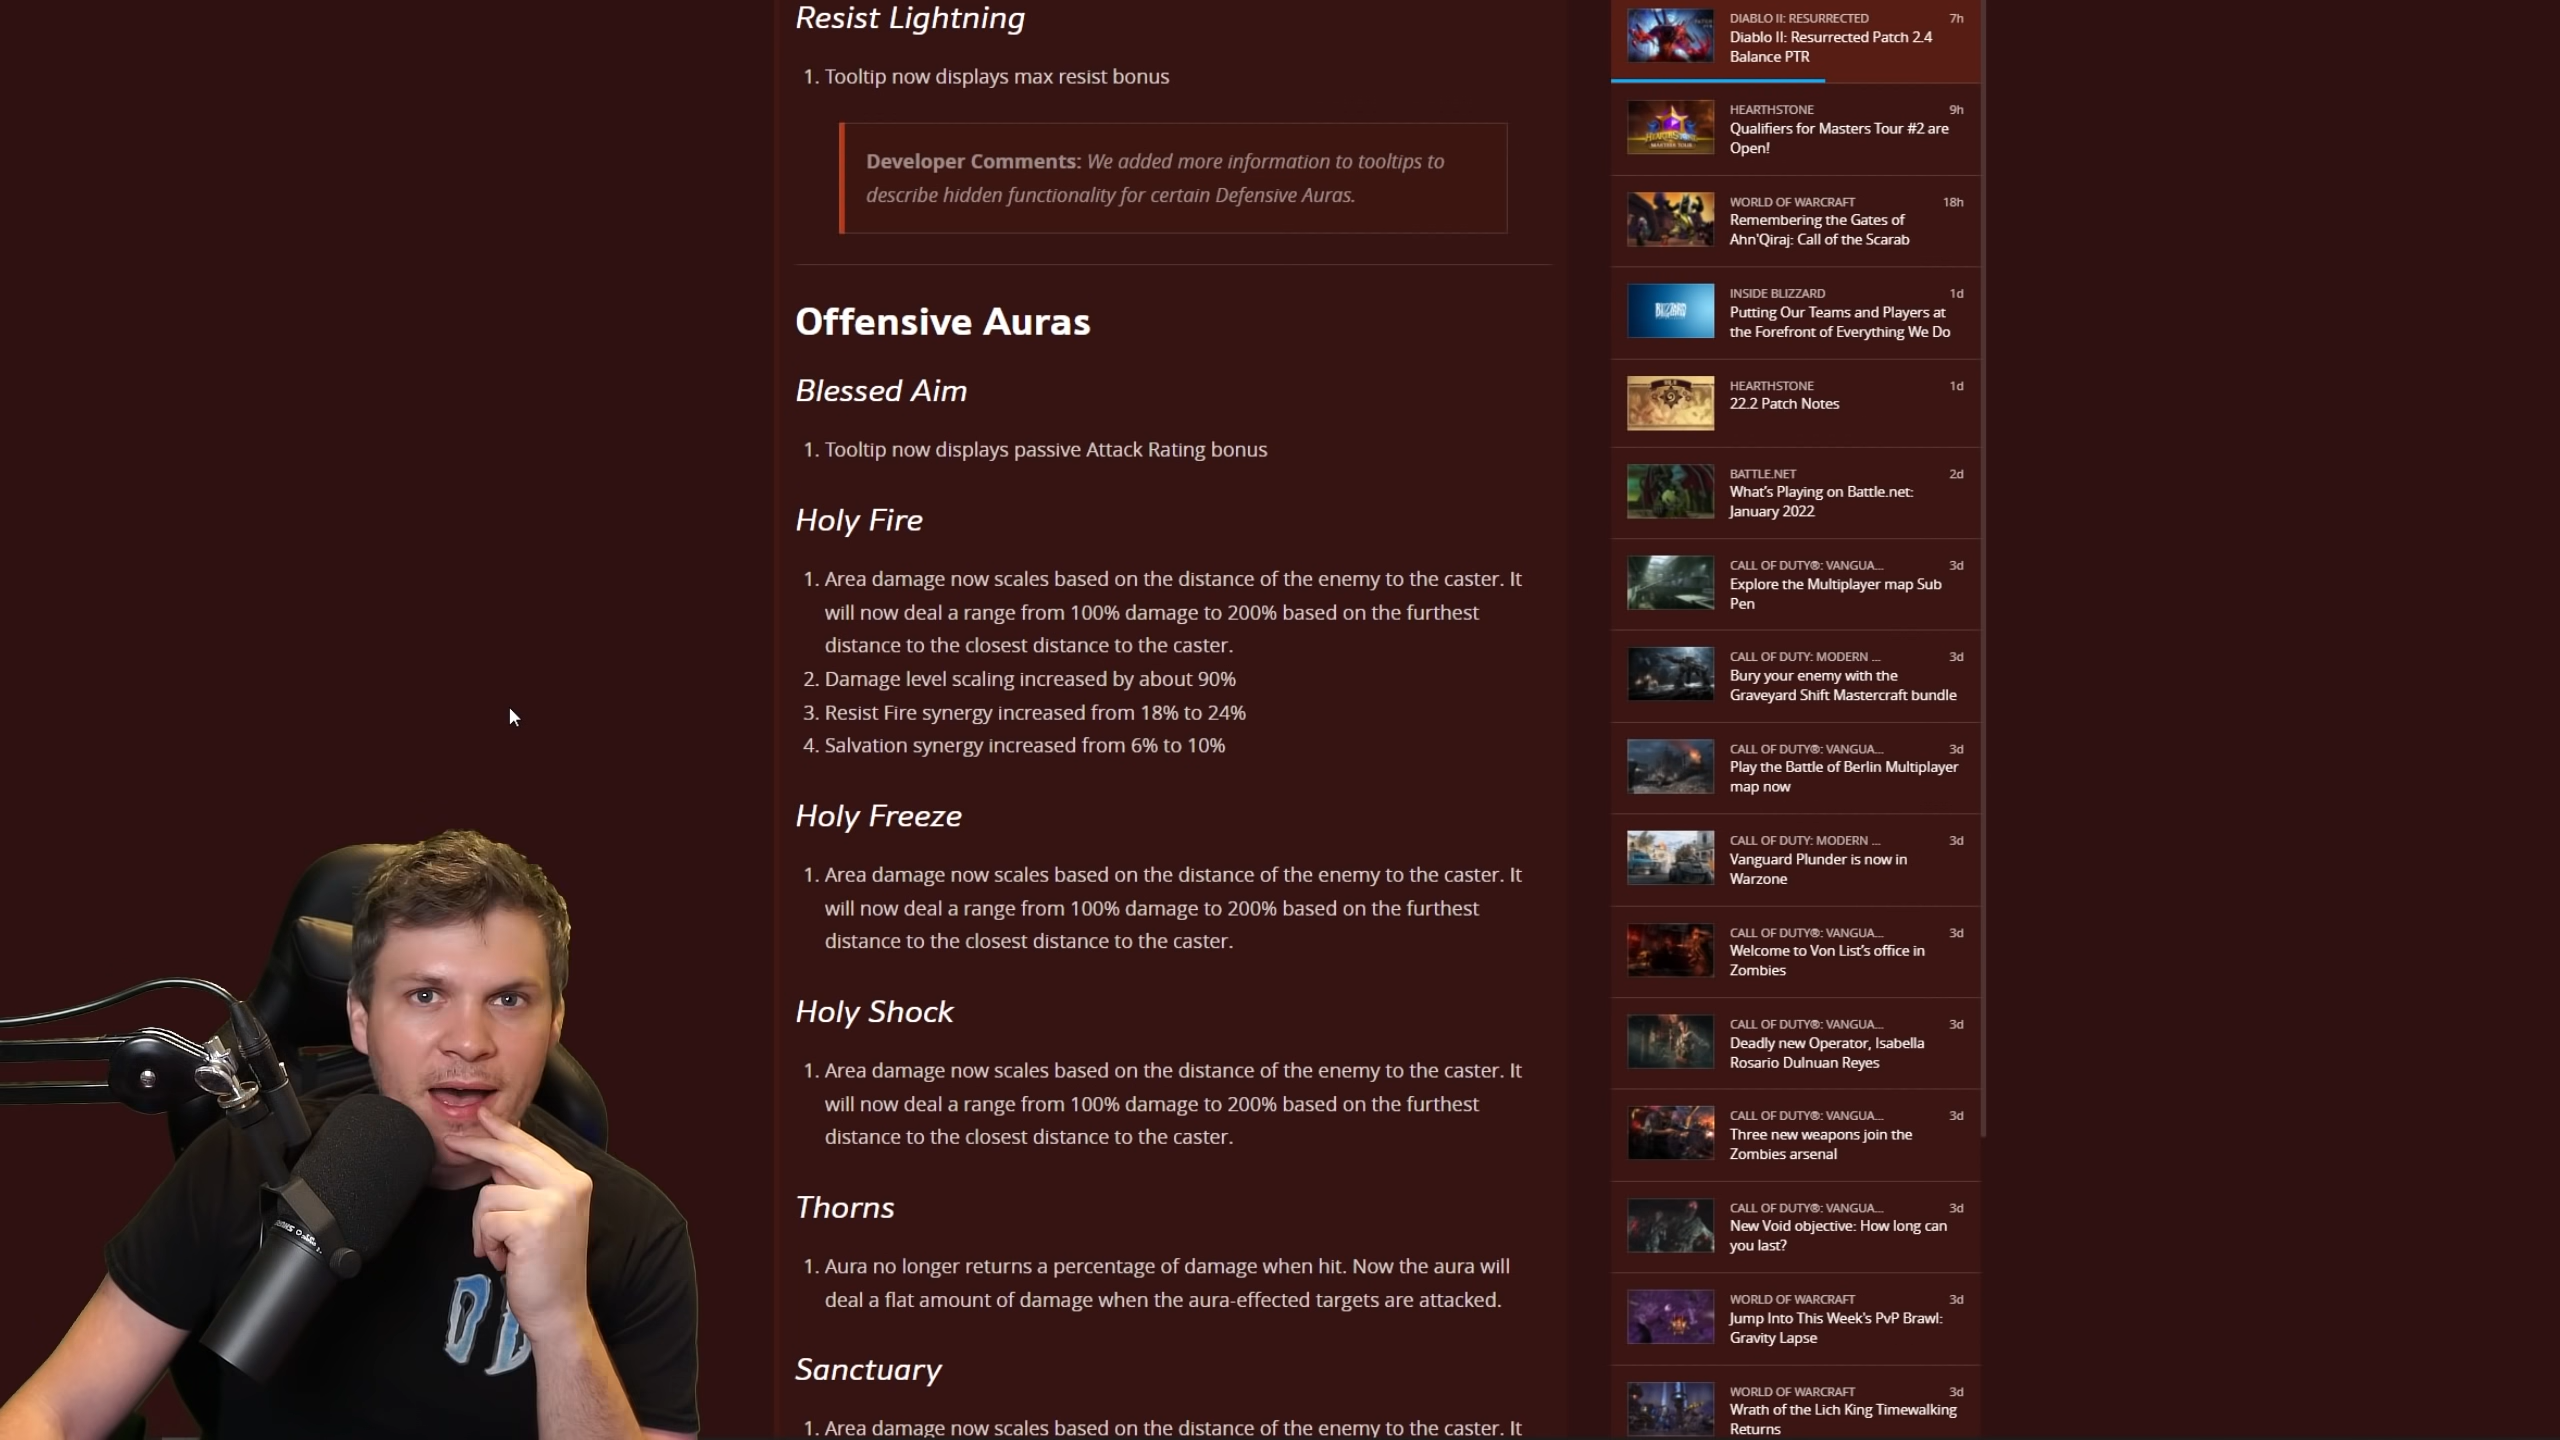 Resist Lightning
1. Tooltip now displays max resist bonus
Developer Comments: We added more information to tooltips to
describe hidden functionality for certain Defensive Auras.
Offensive Auras
Blessed Aim
1. Tooltip now displays passive Attack Rating bonus
Holy Fire
1. Area damage now scales based on the distance of the enemy to the caster. It
will now deal a range from 100% damage to 200% based on the furthest
distance to the closest distance to the caster.
2. Damage level scaling increased by about 90%
3. Resist Fire synergy increased from 18% to 24%
4. Salvation synergy increased from 6% to 10%
Holy Freeze
1. Area damage now scales based on the distance of the enemy to the caster. It
will now deal a range from 100% damage to 200% based on the furthest
distance to the closest distance to the caster.
Holy Shock
1. Area damage now scales based on the distance of the enemy to the caster. It
will now deal a range from 100% damage to 200% based on the furthest
distance to the closest distance to the caster.
Thorns
1. Aura no longer returns a percentage of damage when hit. Now the aura will
deal a flat amount of damage when the aura-effected targets are attacked.
Sanctuary
1. Area damage now scales based on the distance of the enemy to the caster. It
DIABLO II: RESURRECTED 7h
Diablo II: Resurrected Patch 2.4
Balance PTR
HEARTHSTONE 9h
Qualifiers for Masters Tour #2 are
Open!
WORLD OF WARCRAFT 18h
Remembering the Gates of
Ahn'Qiraj: Call of the Scarab
INSIDE BLIZZARD 1d
Putting Our Teams and Players at
the Forefront of Everything We Do
HEARTHSTONE 1d
22.2 Patch Notes
BATTLE.NET 2d
What's Playing on Battle.net:
January 2022
CALL OF DUTY®: VANGUA... 3d
Explore the Multiplayer map Sub
Pen
CALL OF DUTY: MODERN ... 3d
Bury your enemy with the
Graveyard Shift Mastercraft bundle
CALL OF DUTY®: VANGUA... 3d
Play the Battle of Berlin Multiplayer
map now
CALL OF DUTY: MODERN ... 3d
Vanguard Plunder is now in
Warzone
CALL OF DUTY®: VANGUA... 3d
Welcome to Von List's office in
Zombies
CALL OF DUTY®: VANGUA... 3d
Deadly new Operator, Isabella
Rosario Dulnuan Reyes
CALL OF DUTY®: VANGUA... 3d
Three new weapons join the
Zombies arsenal
CALL OF DUTY®: VANGUA... 3d
New Void objective: How long can
you last?
WORLD OF WARCRAFT 3d
Jump Into This Week's PvP Brawl:
Gravity Lapse
WORLD OF WARCRAFT 3d
Wrath of the Lich King Timewalking
Returns